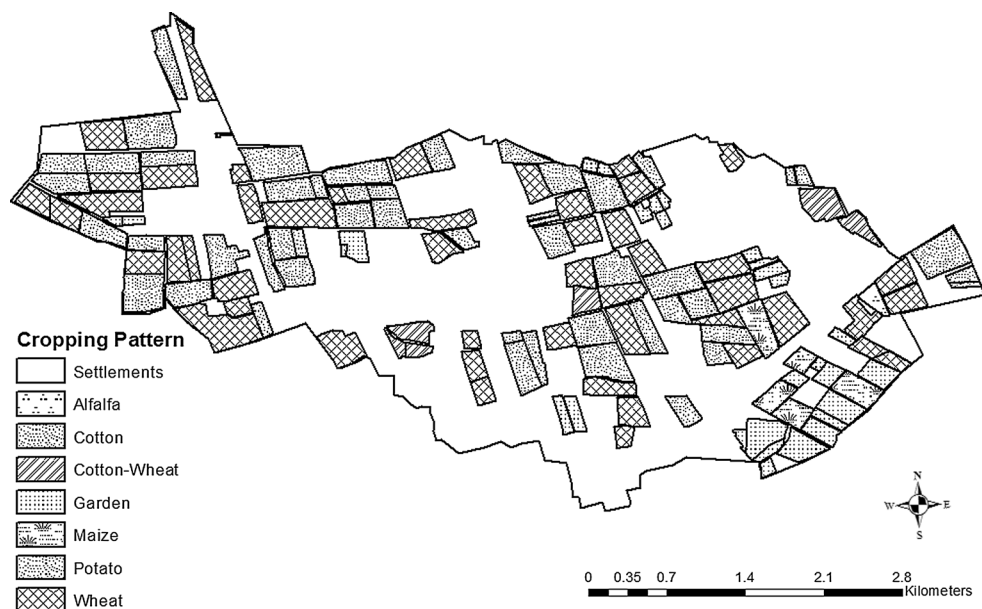 Cropping Pattern
Settlements
Alfalfa
Cotton
Cotton-Wheat
Garden
Maize
Potato
Wheat
N
W E
S
0 0.35 0.7 1.4 2.1 2.8
Kilometers